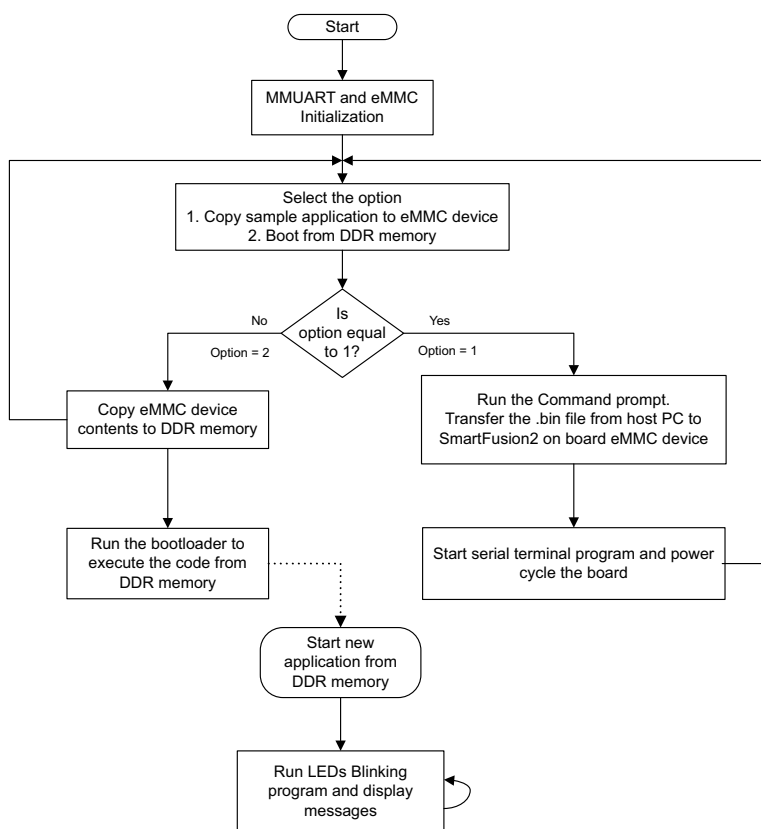 Start
MMUART and eMMC
Initialization
Select the option
1. Copy sample application to eMMC device
2. Boot from DDR memory
Is
option equal
to 1?
No
Option = 2
Yes
Option = 1
Copy eMMC device
contents to DDR memory
Run the Command prompt.
Transfer the .bin file from host PC to
SmartFusion2 on board eMMC device
Run the bootloader to
execute the code from
DDR memory
Start serial terminal program and power
cycle the board
Start new
application from
DDR memory
Run LEDs Blinking
program and display
messages